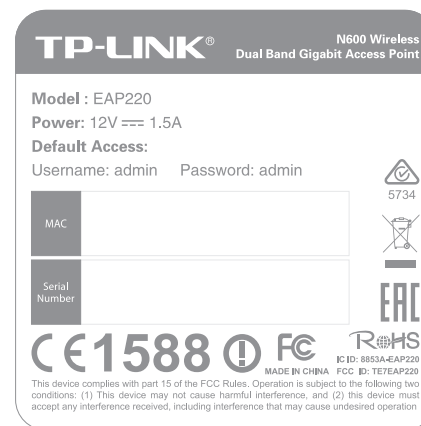 TP-LINK®
N600 Wireless
Dual Band Gigabit Access Point
Model : EAP220
Power: 12V ⎓ 1.5A
Default Access:
Username: admin Password: admin
5734
MAC
Serial
Number
EAC
CE1588 FC RoHS
IC ID: 8853A-EAP220
MADE IN CHINA FCC ID: TE7EAP220
This device complies with part 15 of the FCC Rules. Operation is subject to the following two
conditions: (1) This device may not cause harmful interference, and (2) this device must
accept any interference received, including interference that may cause undesired operation